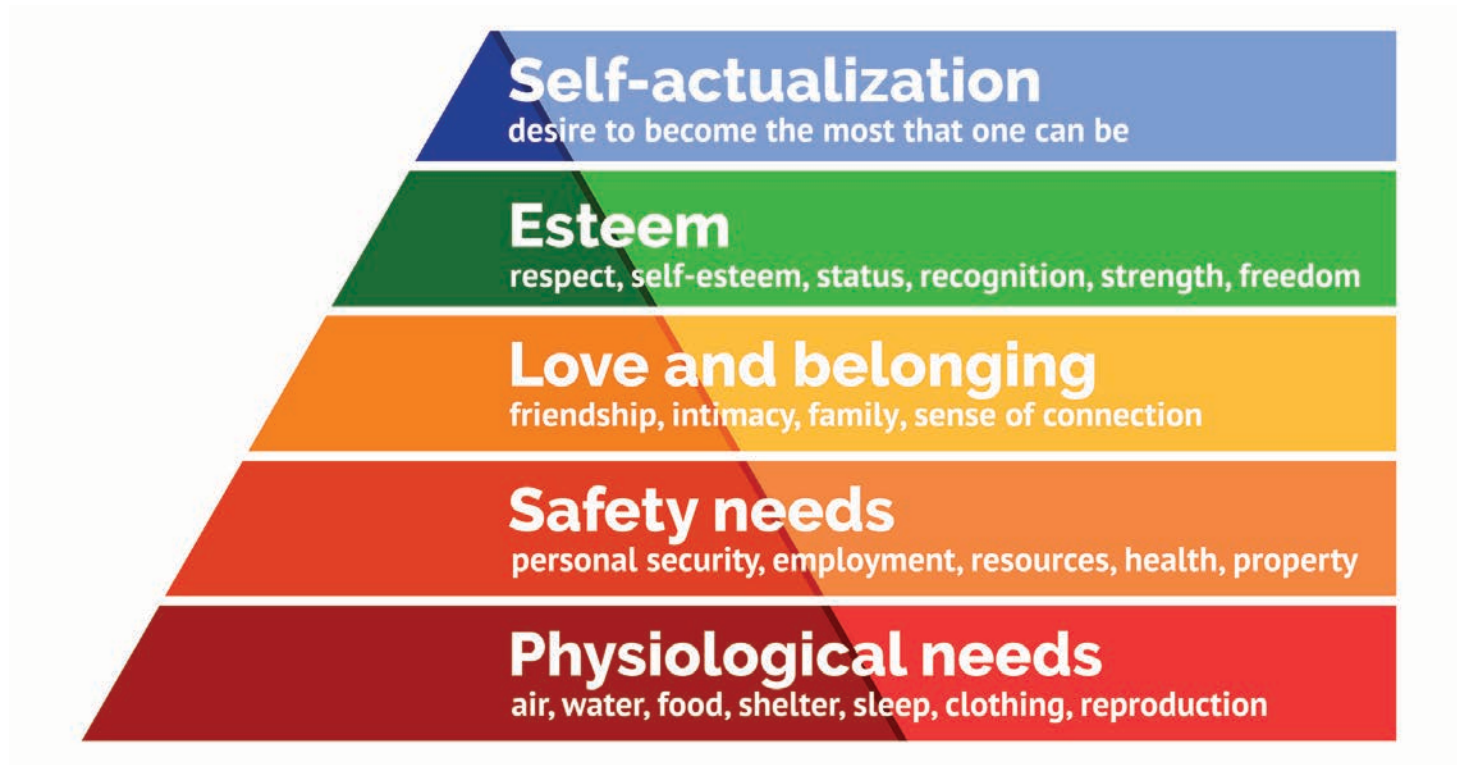 Self-actualization
desire to become the most that one can be
Esteem
respect, self-esteem, status, recognition, strength, freedom
Love and belonging
friendship, intimacy, family, sense of connection
Safety needs
personal security, employment, resources, health, property
Physiological needs
air, water, food, shelter, sleep, clothing, reproduction